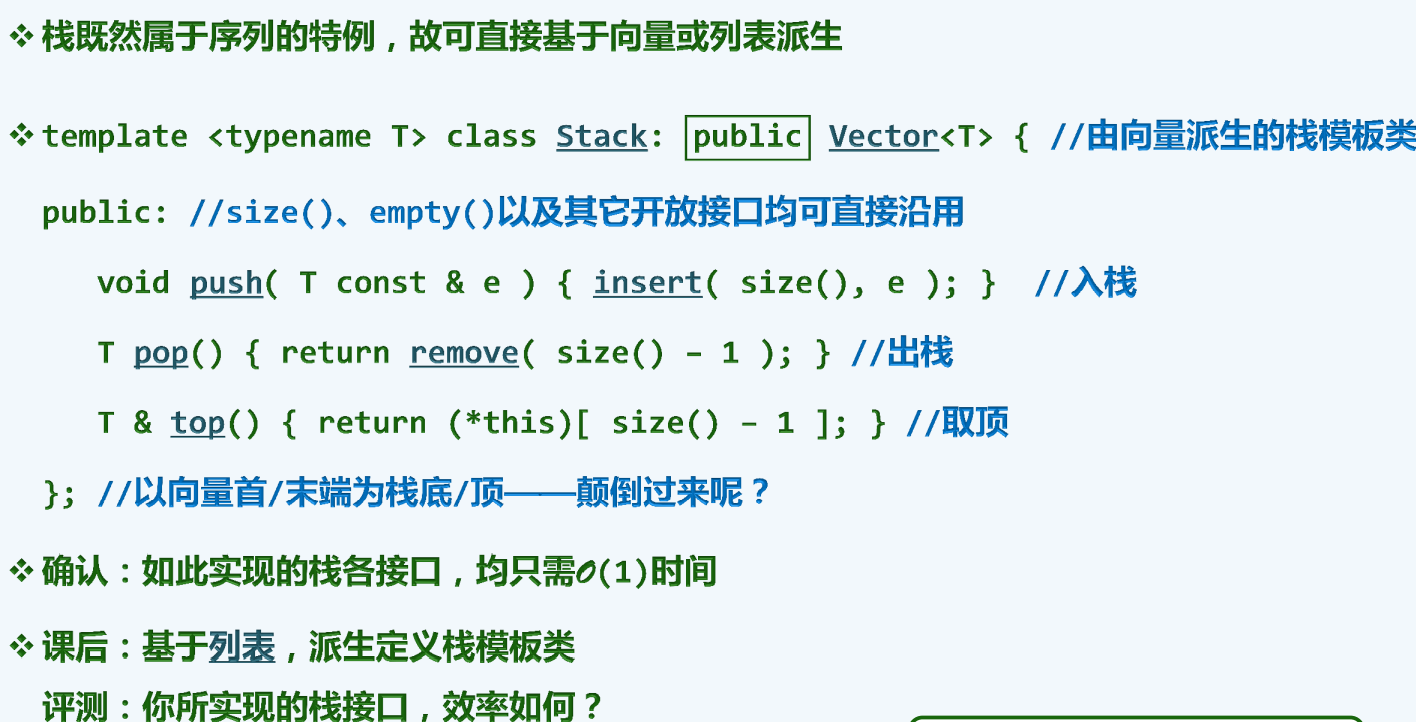 ❖ 栈既然属于序列的特例，故可直接基于向量或列表派生
❖ template <typename T> class Stack: public Vector<T> { //由向量派生的栈模板类
public: //size()、empty()以及其它开放接口均可直接沿用
void push( T const & e ) { insert( size(), e ); } //入栈
T pop() { return remove( size() – 1 ); } //出栈
T & top() { return (*this)[ size() – 1 ]; } //取顶
}; //以向量首/末端为栈底/顶——颠倒过来呢？
❖ 确认：如此实现的栈各接口，均只需𝒪(1)时间
❖ 课后：基于列表，派生定义栈模板类
评测：你所实现的栈接口，效率如何？